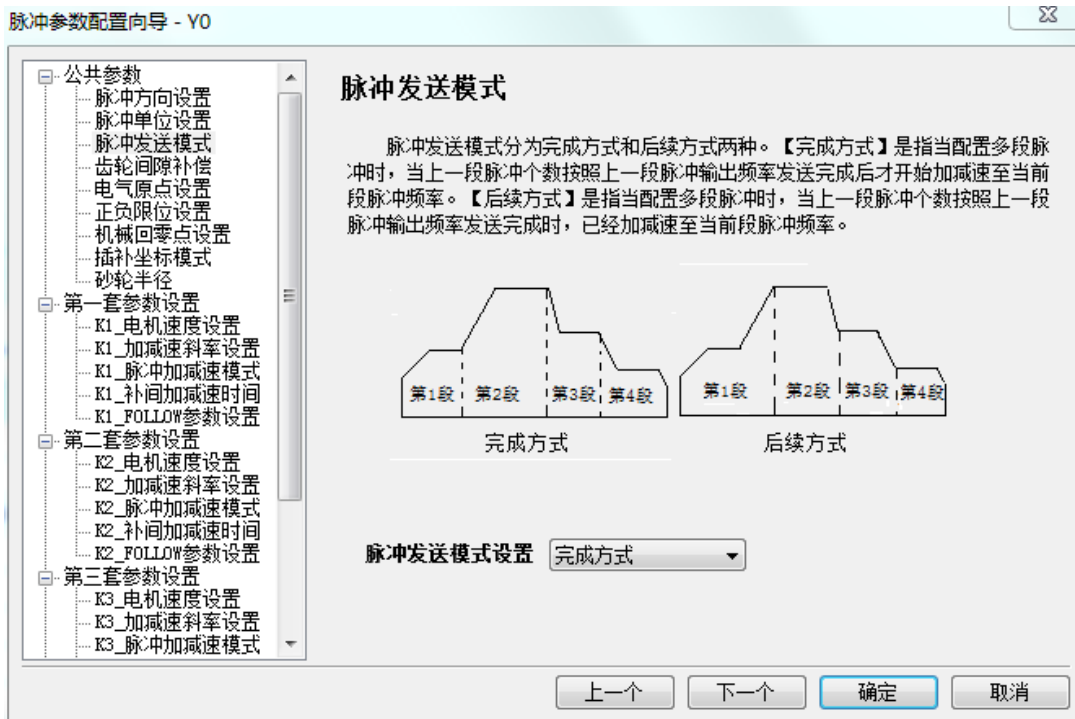 脉冲参数配置向导 - Y0
公共参数
脉冲方向设置
脉冲单位设置
脉冲发送模式
齿轮间隙补偿
电气原点设置
正负限位设置
机械回零点设置
插补坐标模式
砂轮半径
第一套参数设置
K1_电机速度设置
K1_加减速斜率设置
K1_脉冲加减速模式
K1_补间加减速时间
K1_FOLLOW参数设置
第二套参数设置
K2_电机速度设置
K2_加减速斜率设置
K2_脉冲加减速模式
K2_补间加减速时间
K2_FOLLOW参数设置
第三套参数设置
K3_电机速度设置
K3_加减速斜率设置
K3_脉冲加减速模式
脉冲发送模式
脉冲发送模式分为完成方式和后续方式两种。【完成方式】是指当配置多段脉
冲时，当上一段脉冲个数按照上一段脉冲输出频率发送完成后才开始加减速至当前
段脉冲频率。【后续方式】是指当配置多段脉冲时，当上一段脉冲个数按照上一段
脉冲输出频率发送完成时，已经加减速至当前段脉冲频率。
第1段 第2段 第3段 第4段
第1段 第2段 第3段 第4段
完成方式
后续方式
脉冲发送模式设置 完成方式
上一个 下一个 确定 取消